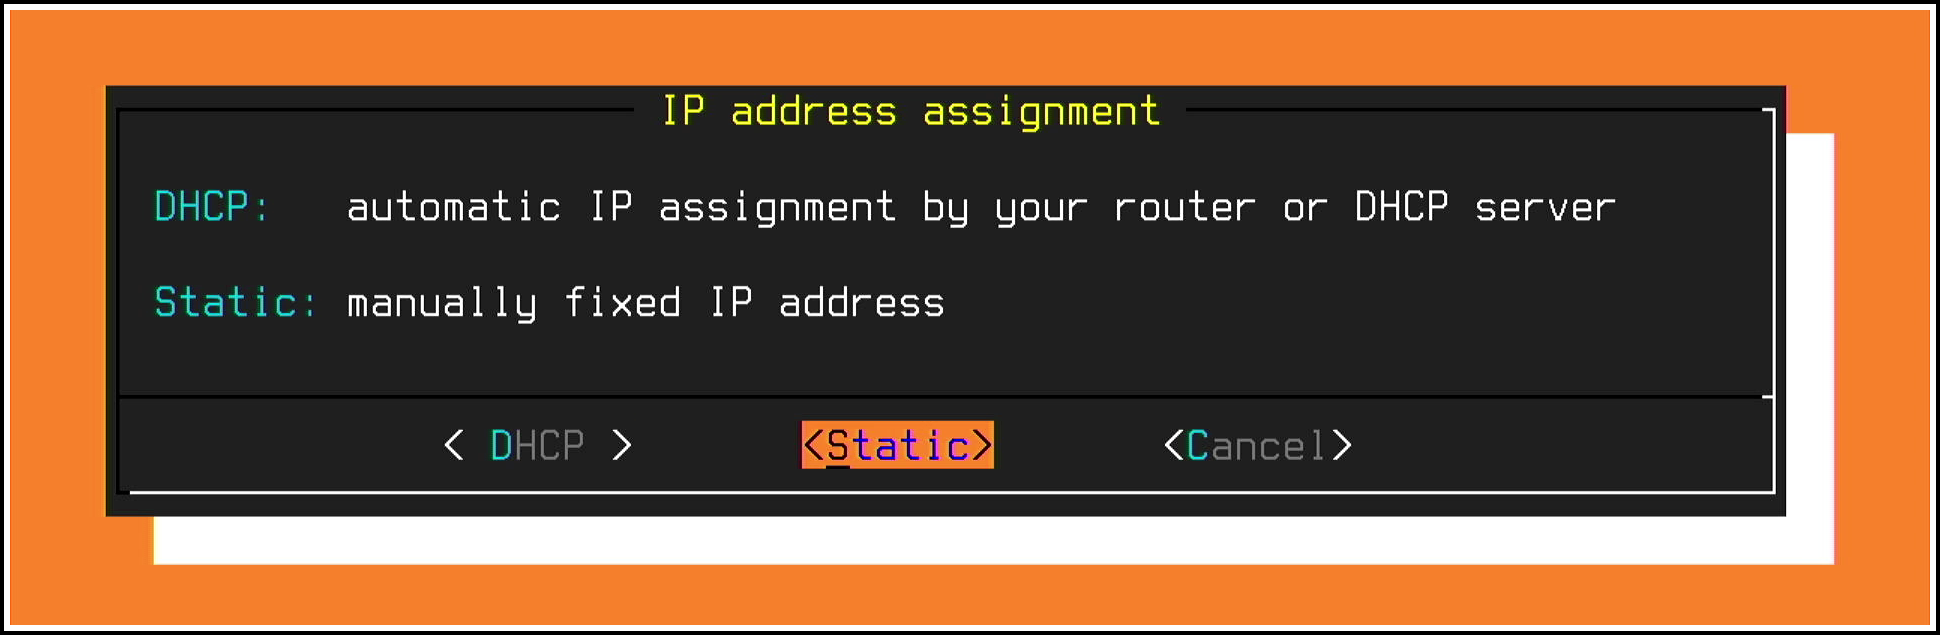 IP address assignment
DHCP: automatic IP assignment by your router or DHCP server
Static: manually fixed IP address
< DHCP > <Static> <Cancel>